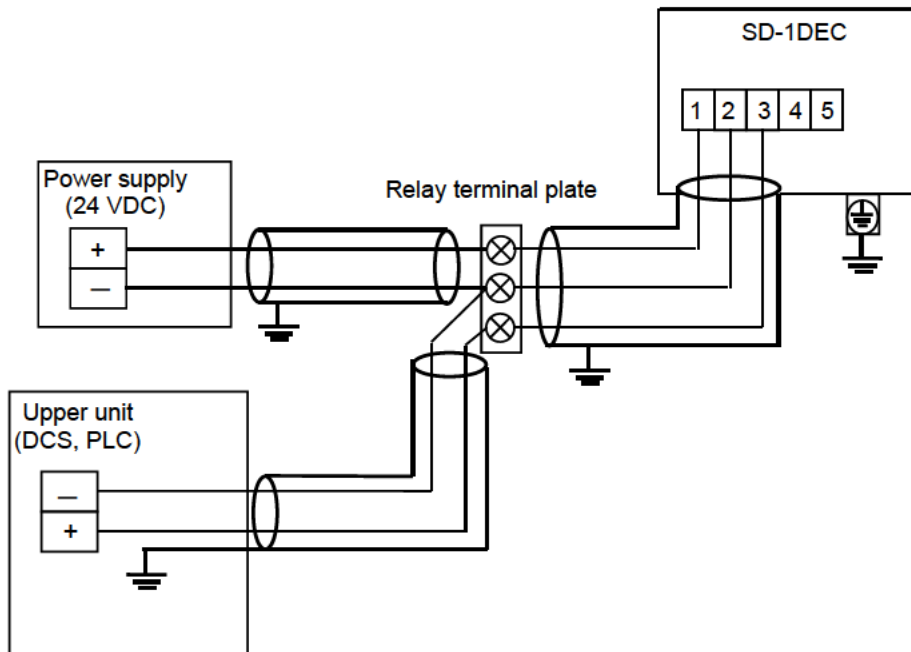 SD-1DEC
1 2 3 4 5
Power supply
(24 VDC)
+
—
Relay terminal plate
Upper unit
(DCS, PLC)
—
+